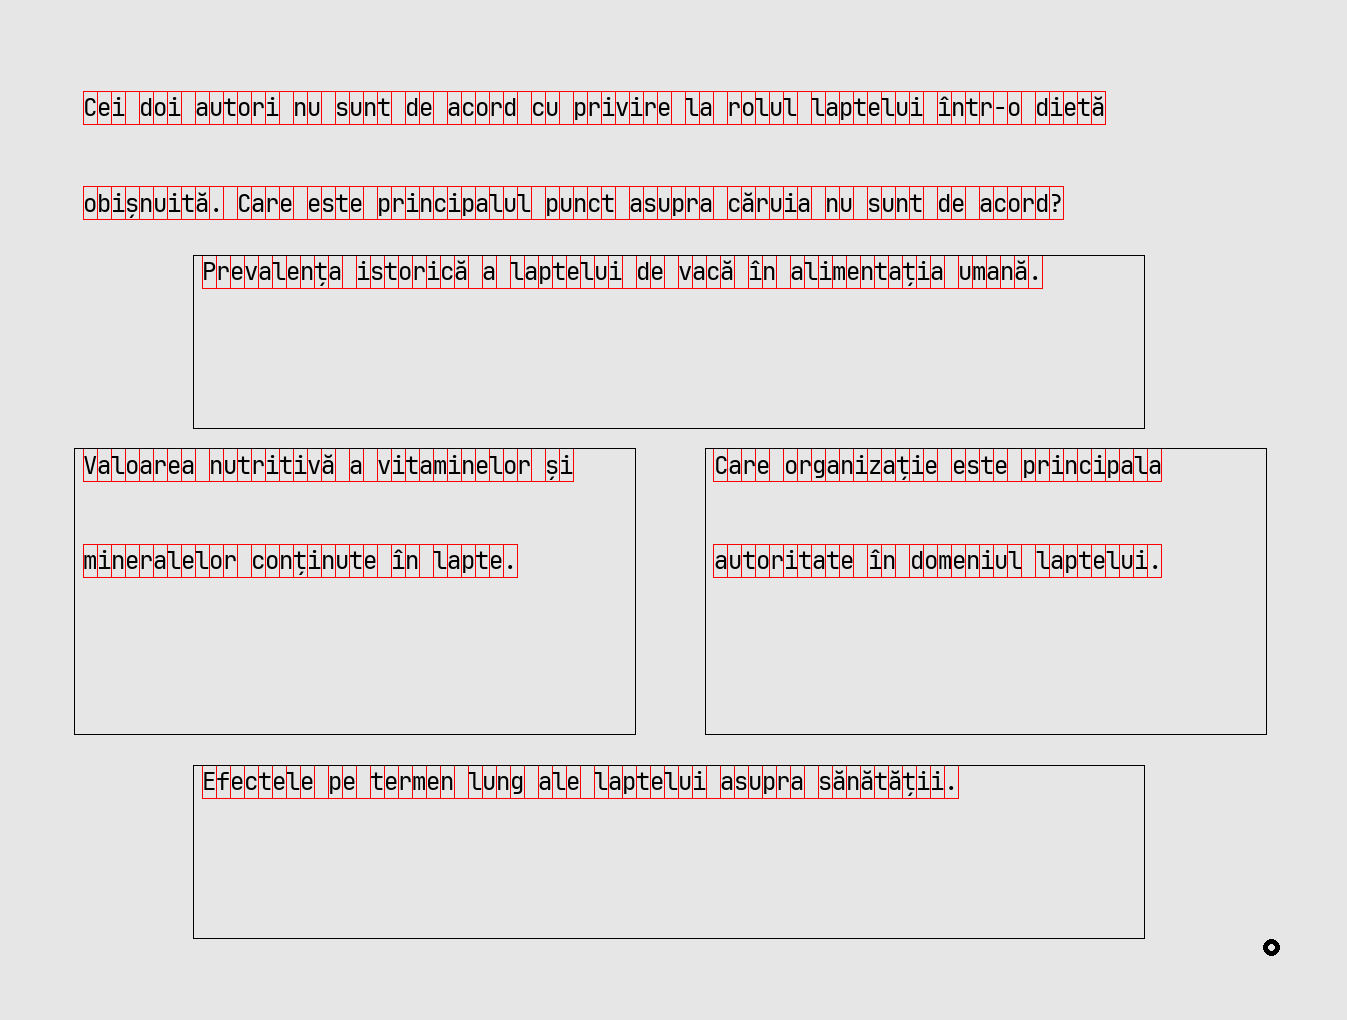 Cei doi autori nu sunt de acord cu privire la rolul laptelui într-o dietă
obișnuită. Care este principalul punct asupra căruia nu sunt de acord?
Prevalența istorică a laptelui de vacă în alimentația umană.
Valoarea nutritivă a vitaminelor și
mineralelor conținute în lapte.
Care organizație este principala
autoritate în domeniul laptelui.
Efectele pe termen lung ale laptelui asupra sănătății.